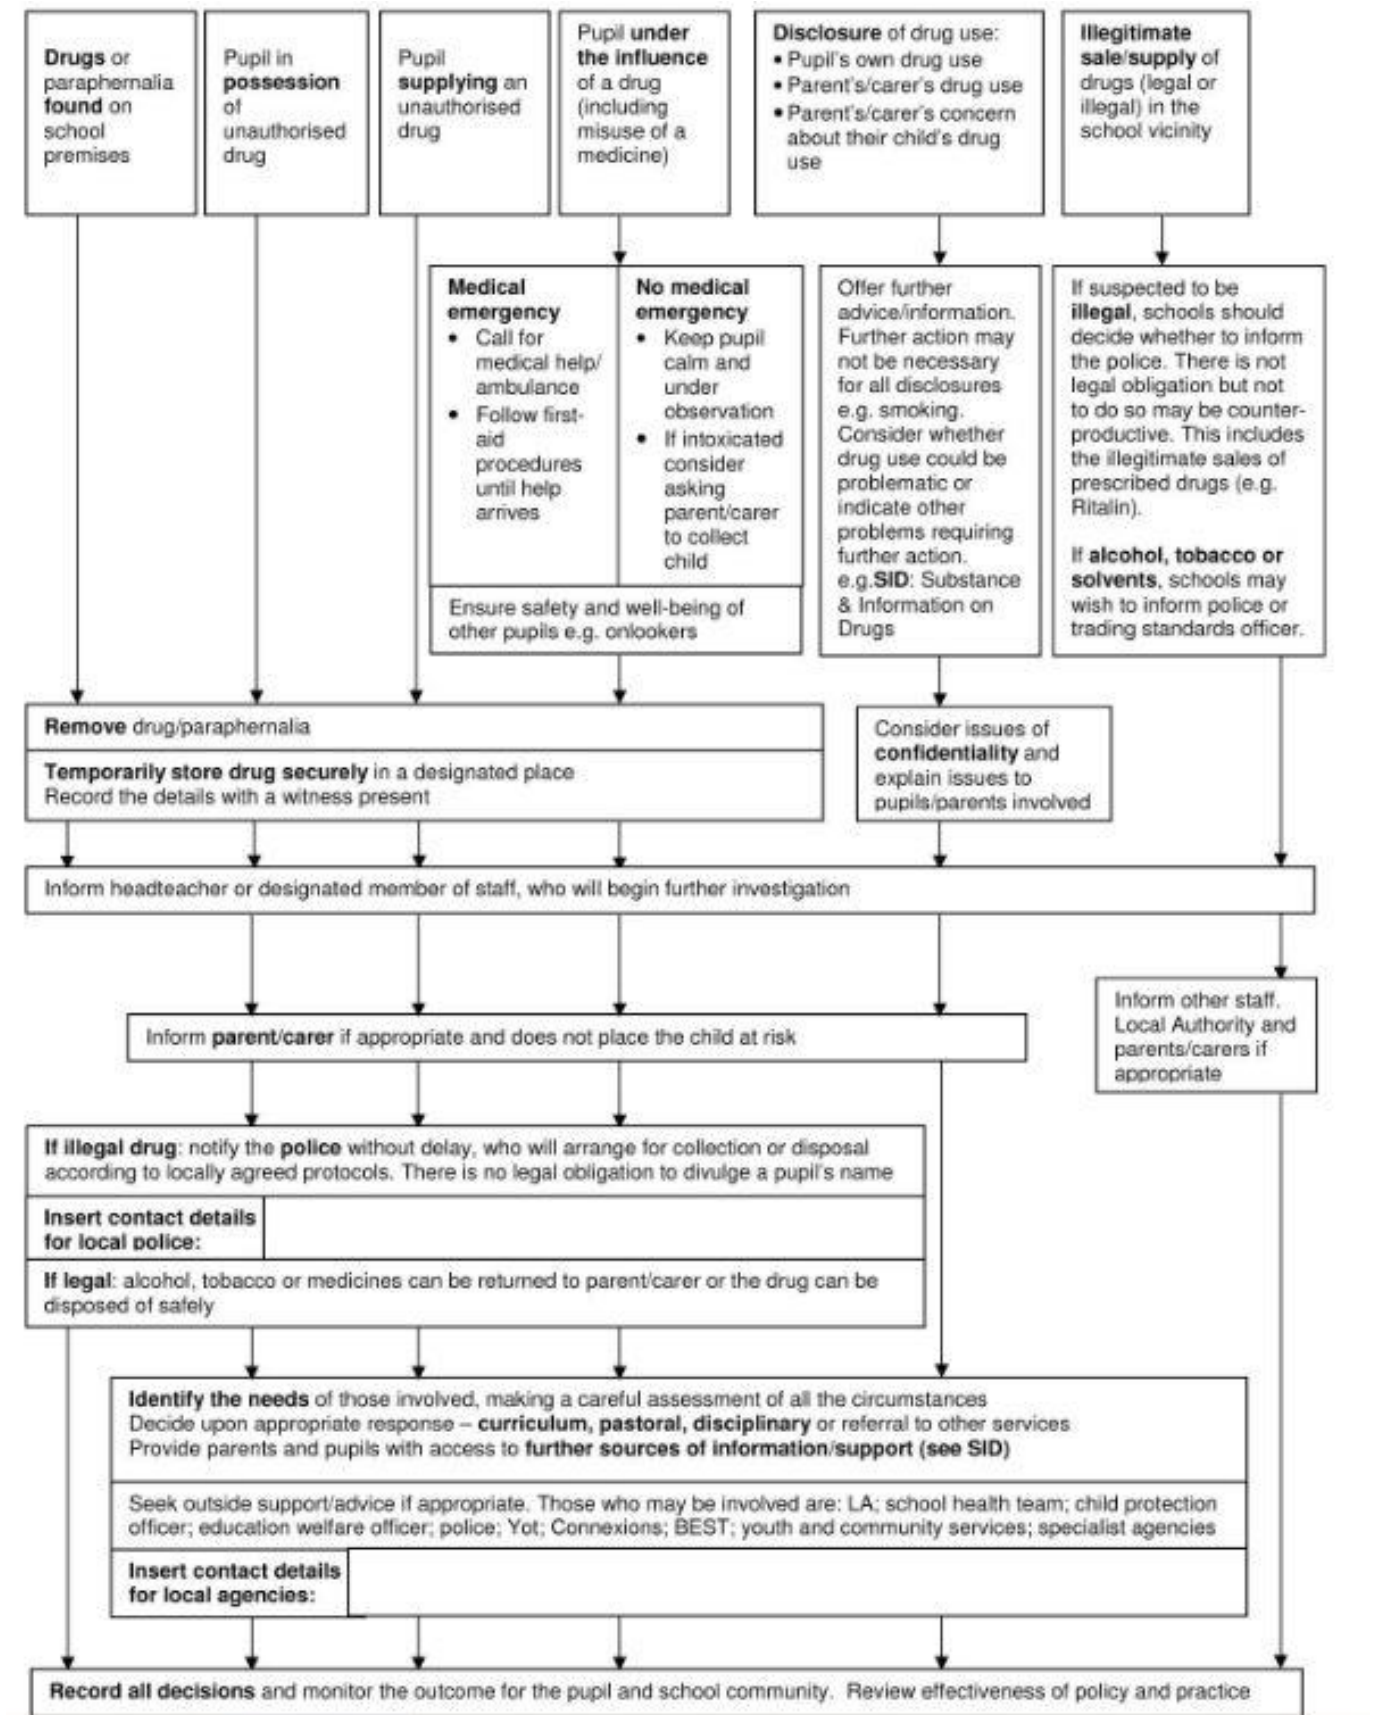 Drugs or
paraphernalia
found on
school
premises
Pupil in
possession
of
unauthorised
drug
Pupil
supplying an
unauthorised
drug
Pupil under
the influence
of a drug
(including
misuse of a
medicine)
Disclosure of drug use:
• Pupil's own drug use
• Parent's/carer's drug use
• Parent's/carer's concern
about their child's drug
use
Illegitimate
sale/supply of
drugs (legal or
illegal) in the
school vicinity
Medical
emergency
• Call for
medical help/
ambulance
• Follow first-
aid
procedures
until help
arrives
No medical
emergency
• Keep pupil
calm and
under
observation
• If intoxicated
consider
asking
parent/carer
to collect
child
Ensure safety and well-being of
other pupils e.g. onlookers
Offer further
advice/information.
Further action may
not be necessary
for all disclosures
e.g. smoking.
Consider whether
drug use could be
problematic or
indicate other
problems requiring
further action.
e.g.SID: Substance
& Information on
Drugs
If suspected to be
illegal, schools should
decide whether to inform
the police. There is not
legal obligation but not
to do so may be counter-
productive. This includes
the illegitimate sales of
prescribed drugs (e.g.
Ritalin).
If alcohol, tobacco or
solvents, schools may
wish to inform police or
trading standards officer.
Remove drug/paraphernalia
Temporarily store drug securely in a designated place
Record the details with a witness present
Consider issues of
confidentiality and
explain issues to
pupils/parents involved
Inform headteacher or designated member of staff, who will begin further investigation
Inform parent/carer if appropriate and does not place the child at risk
Inform other staff.
Local Authority and
parents/carers if
appropriate
If illegal drug: notify the police without delay, who will arrange for collection or disposal
according to locally agreed protocols. There is no legal obligation to divulge a pupil's name
Insert contact details
for local police:
If legal: alcohol, tobacco or medicines can be returned to parent/carer or the drug can be
disposed of safely
Identify the needs of those involved, making a careful assessment of all the circumstances
Decide upon appropriate response – curriculum, pastoral, disciplinary or referral to other services
Provide parents and pupils with access to further sources of information/support (see SID)
Seek outside support/advice if appropriate. Those who may be involved are: LA; school health team; child protection
officer; education welfare officer; police; Yot; Connexions; BEST; youth and community services; specialist agencies
Insert contact details
for local agencies:
Record all decisions and monitor the outcome for the pupil and school community. Review effectiveness of policy and practice